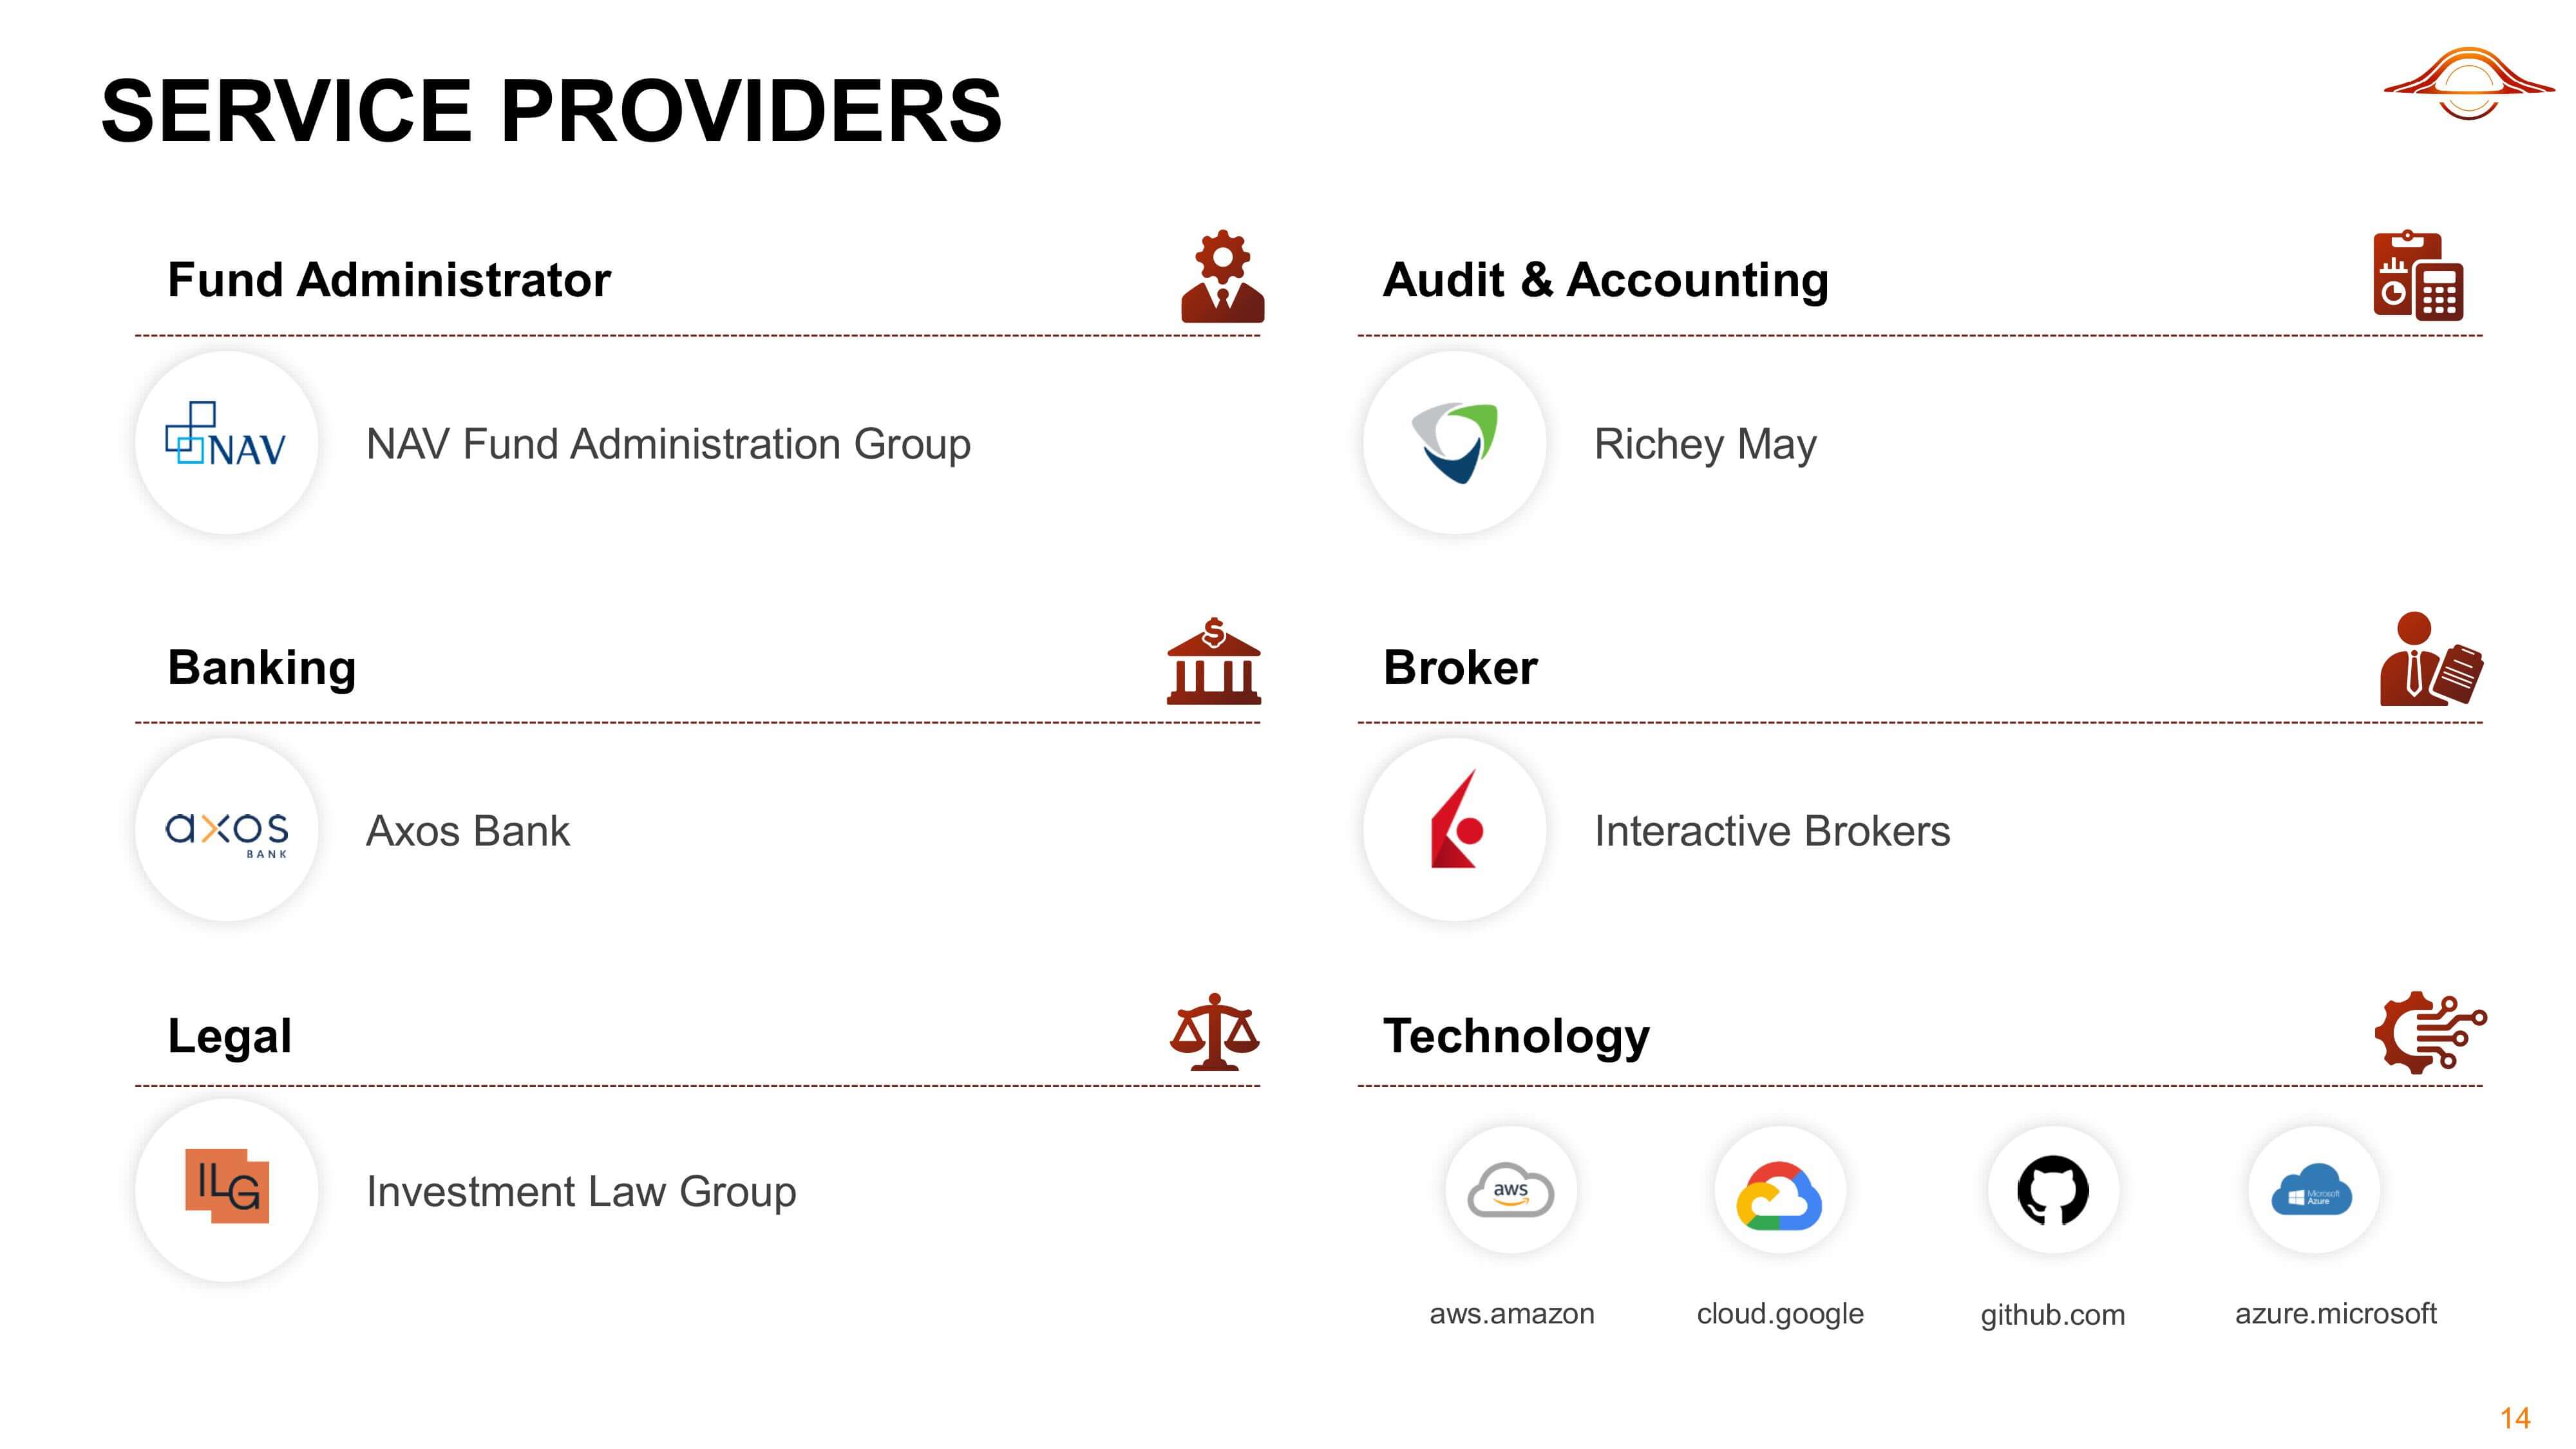 SERVICE PROVIDERS
Fund Administrator
NAV
NAV Fund Administration Group
Audit & Accounting
Richey May
Banking
axos
BANK
Axos Bank
Broker
Interactive Brokers
Legal
ILG
Investment Law Group
Technology
aws
Microsoft
Azure
aws.amazon
cloud.google
github.com
azure.microsoft
14